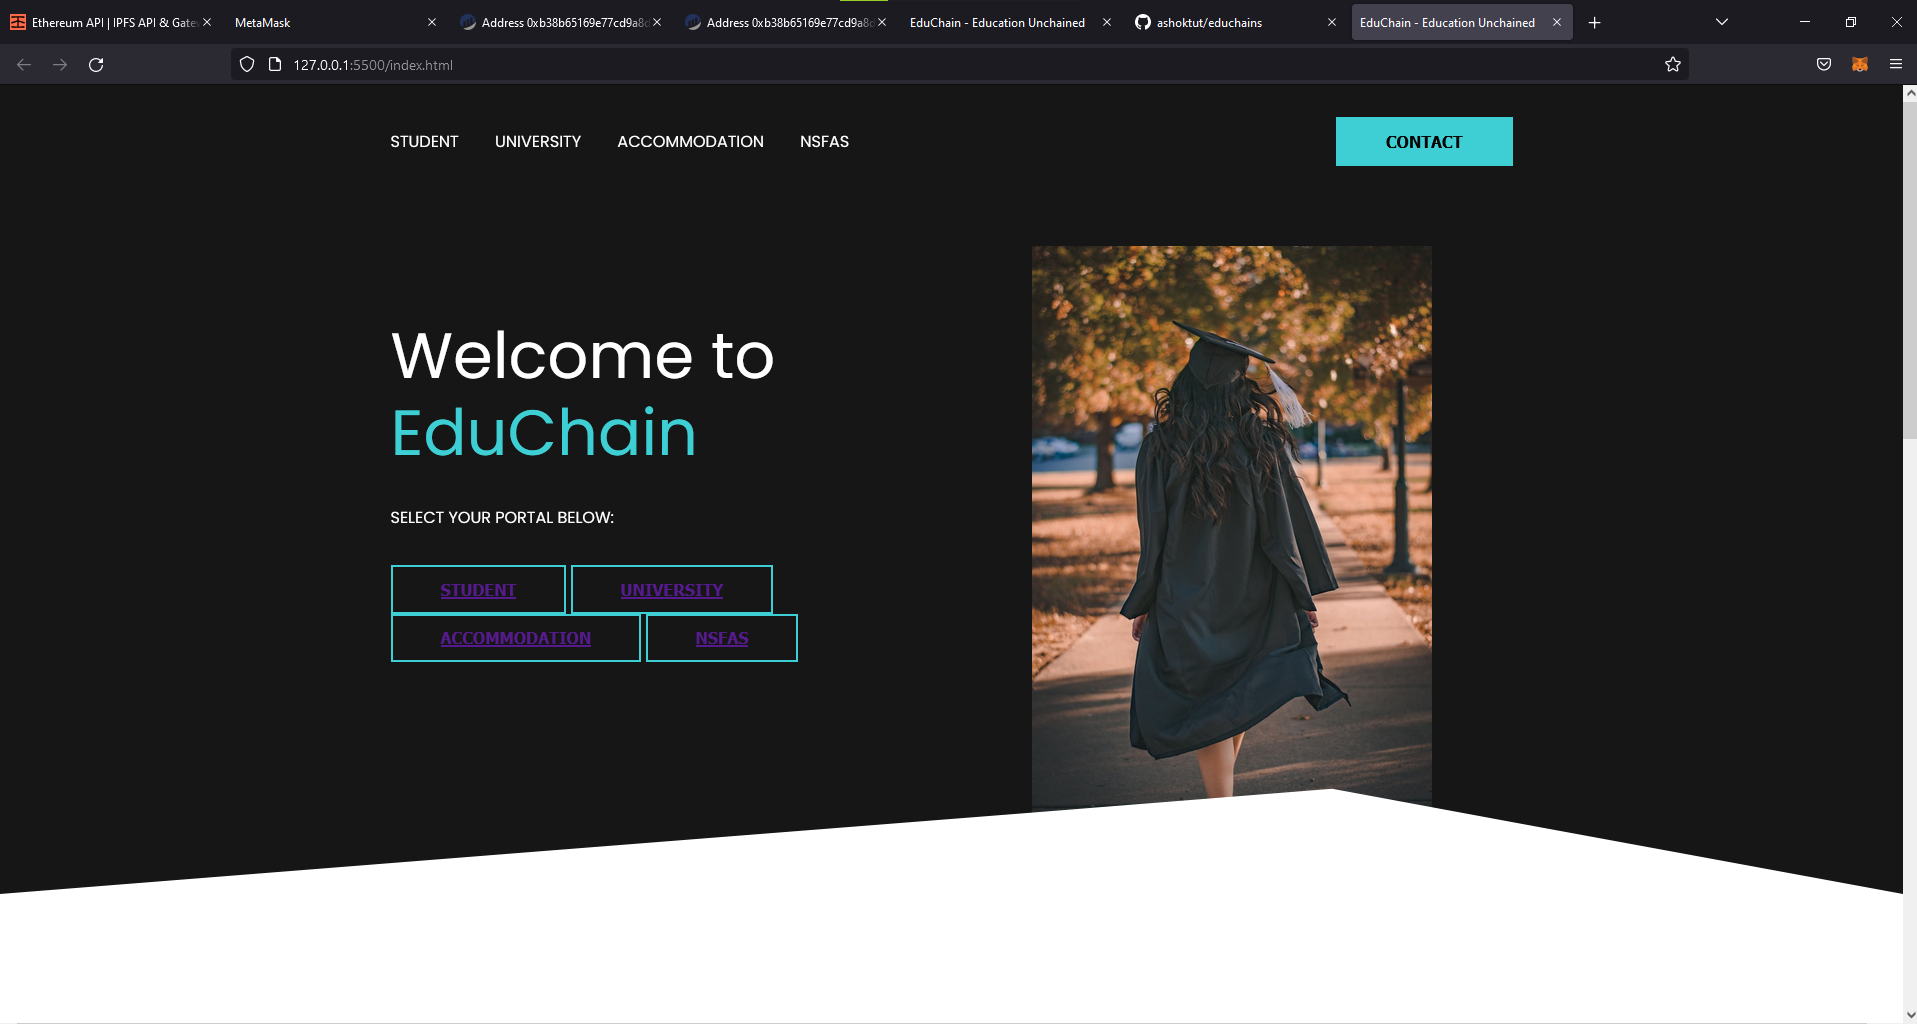 Ethereum API | IPFS API & Gate
MetaMask
Address 0xb38b65169e77cd9a8d
Address 0xb38b65169e77cd9a8d
EduChain - Education Unchained
ashoktut/educhains
EduChain - Education Unchained
127.0.0.1:5500/index.html
STUDENT UNIVERSITY ACCOMMODATION NSFAS
CONTACT
Welcome to
EduChain
SELECT YOUR PORTAL BELOW:
STUDENT UNIVERSITY
ACCOMMODATION NSFAS